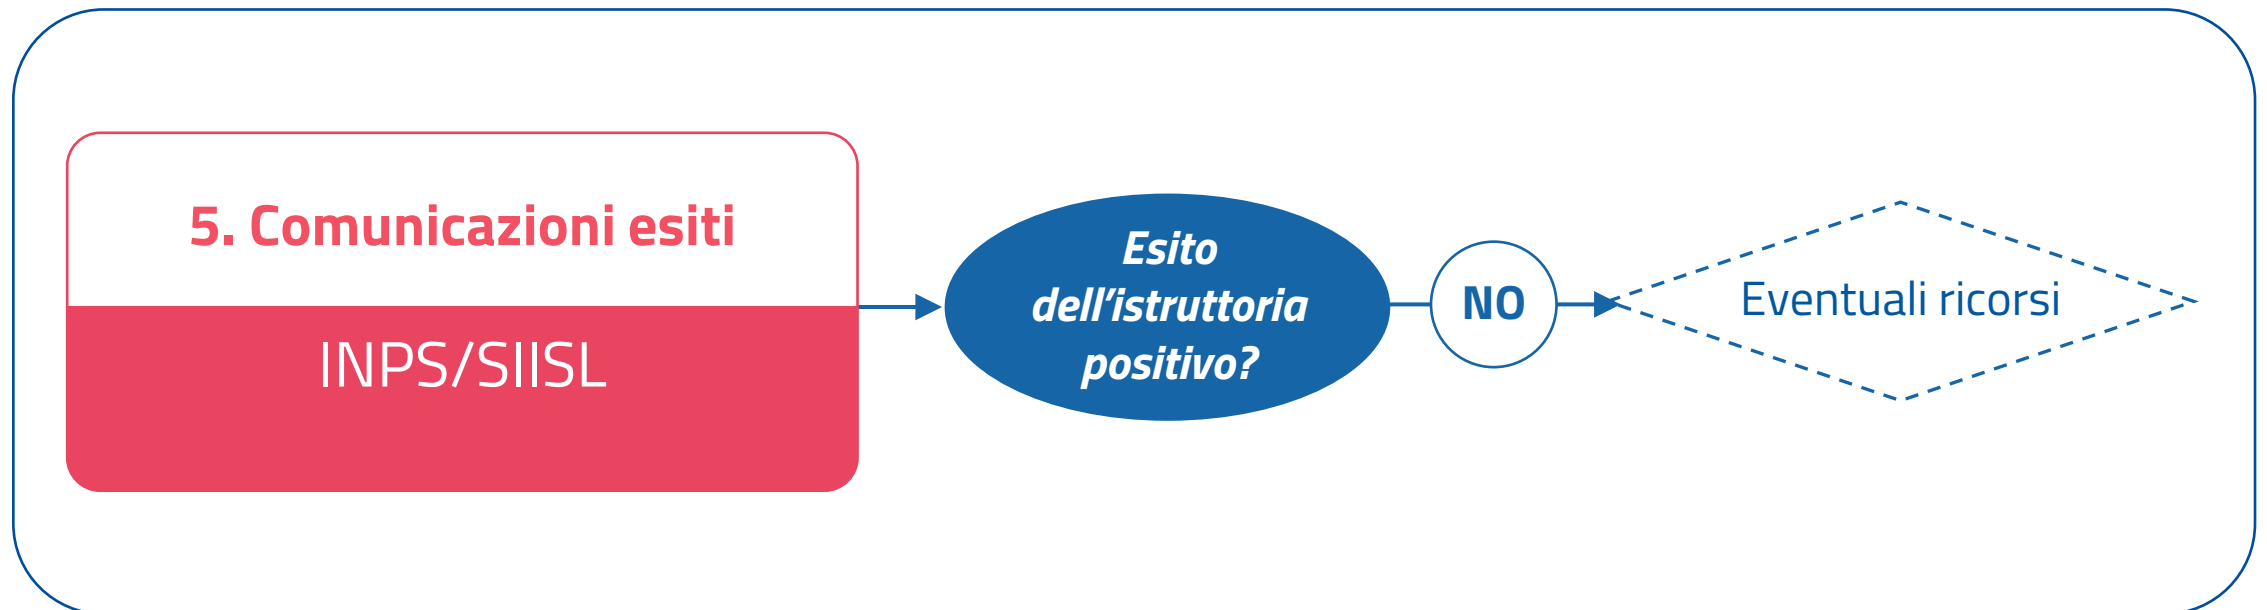 5. Comunicazioni esiti
INPS/SIISL
Esito
dell’istruttoria
positivo?
NO
Eventuali ricorsi